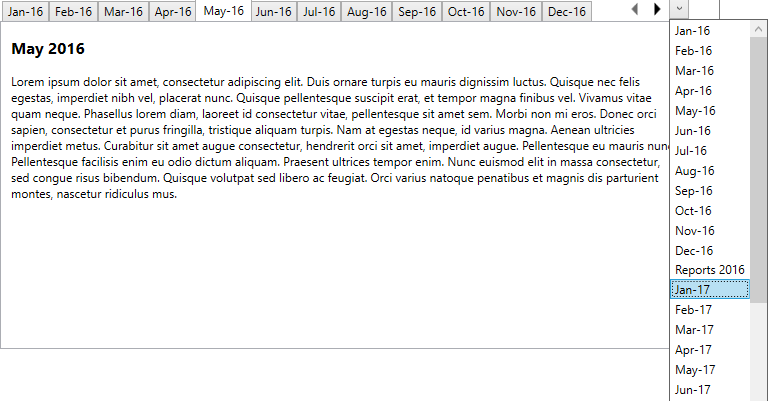 Jan-16 Feb-16 Mar-16 Apr-16 May-16 Jun-16 Jul-16 Aug-16 Sep-16 Oct-16 Nov-16 Dec-16
May 2016
Lorem ipsum dolor sit amet, consectetur adipiscing elit. Duis ornare turpis eu mauris dignissim luctus. Quisque nec felis
egestas, imperdiet nibh vel, placerat nunc. Quisque pellentesque suscipit erat, et tempor magna finibus vel. Vivamus vitae
quam neque. Phasellus lorem diam, laoreet id consectetur vitae, pellentesque sit amet sem. Morbi non mi eros. Donec orci
sapien, consectetur et purus fringilla, tristique aliquam turpis. Nam at egestas neque, id varius magna. Aenean ultricies
imperdiet metus. Curabitur sit amet augue consectetur, hendrerit orci sit amet, imperdiet augue. Pellentesque eu mauris nunc
Pellentesque facilisis enim eu odio dictum aliquam. Praesent ultrices tempor enim. Nunc euismod elit in massa consectetur,
sed congue risus bibendum. Quisque volutpat sed libero ac feugiat. Orci varius natoque penatibus et magnis dis parturient
montes, nascetur ridiculus mus.
Jan-16
Feb-16
Mar-16
Apr-16
May-16
Jun-16
Jul-16
Aug-16
Sep-16
Oct-16
Nov-16
Dec-16
Reports 2016
Jan-17
Feb-17
Mar-17
Apr-17
May-17
Jun-17